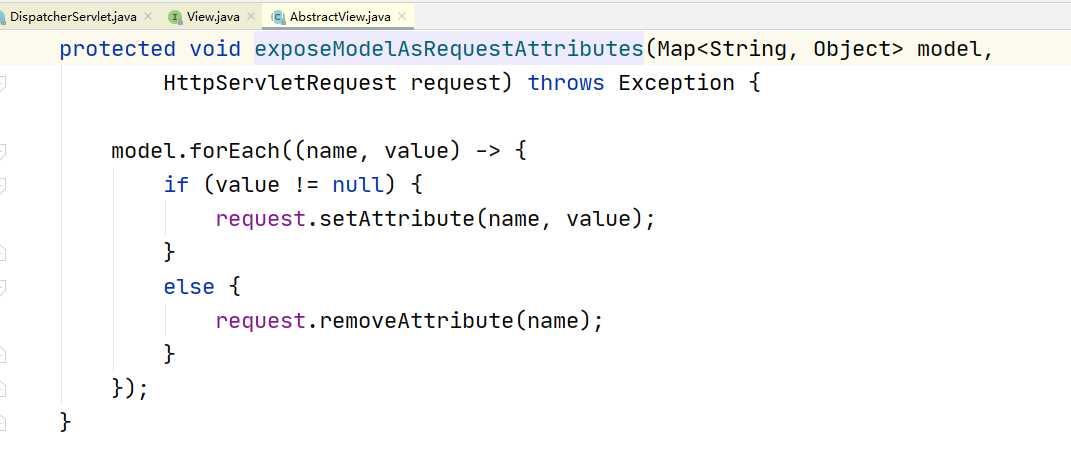 DispatcherServlet.java × View.java × AbstractView.java ×
protected void exposeModelAsRequestAttributes(Map<String, Object> model,
        HttpServletRequest request) throws Exception {
    model.forEach((name, value) -> {
        if (value != null) {
            request.setAttribute(name, value);
        }
        else {
            request.removeAttribute(name);
        }
    });
}